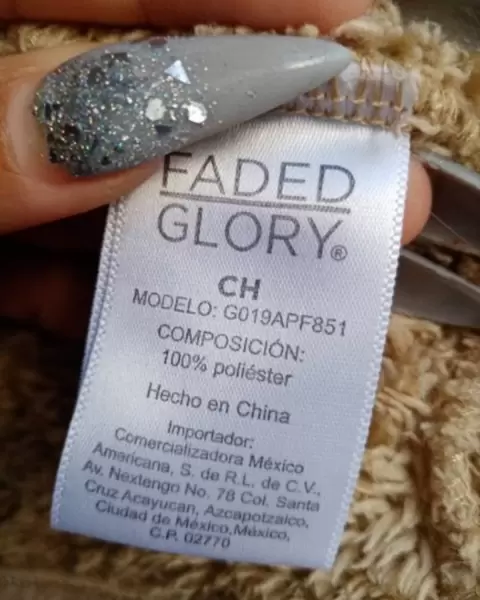 FADED
GLORY®
CH
MODELO: G019APF851
COMPOSICIÓN:
100% poliéster
Hecho en China
Importador:
Comercializadora México
Americana, S. de R.L. de C.V.,
Av. Nextengo No. 78 Col. Santa
Cruz Acayucan, Azcapotzalco,
Ciudad de México,México,
C.P. 02770